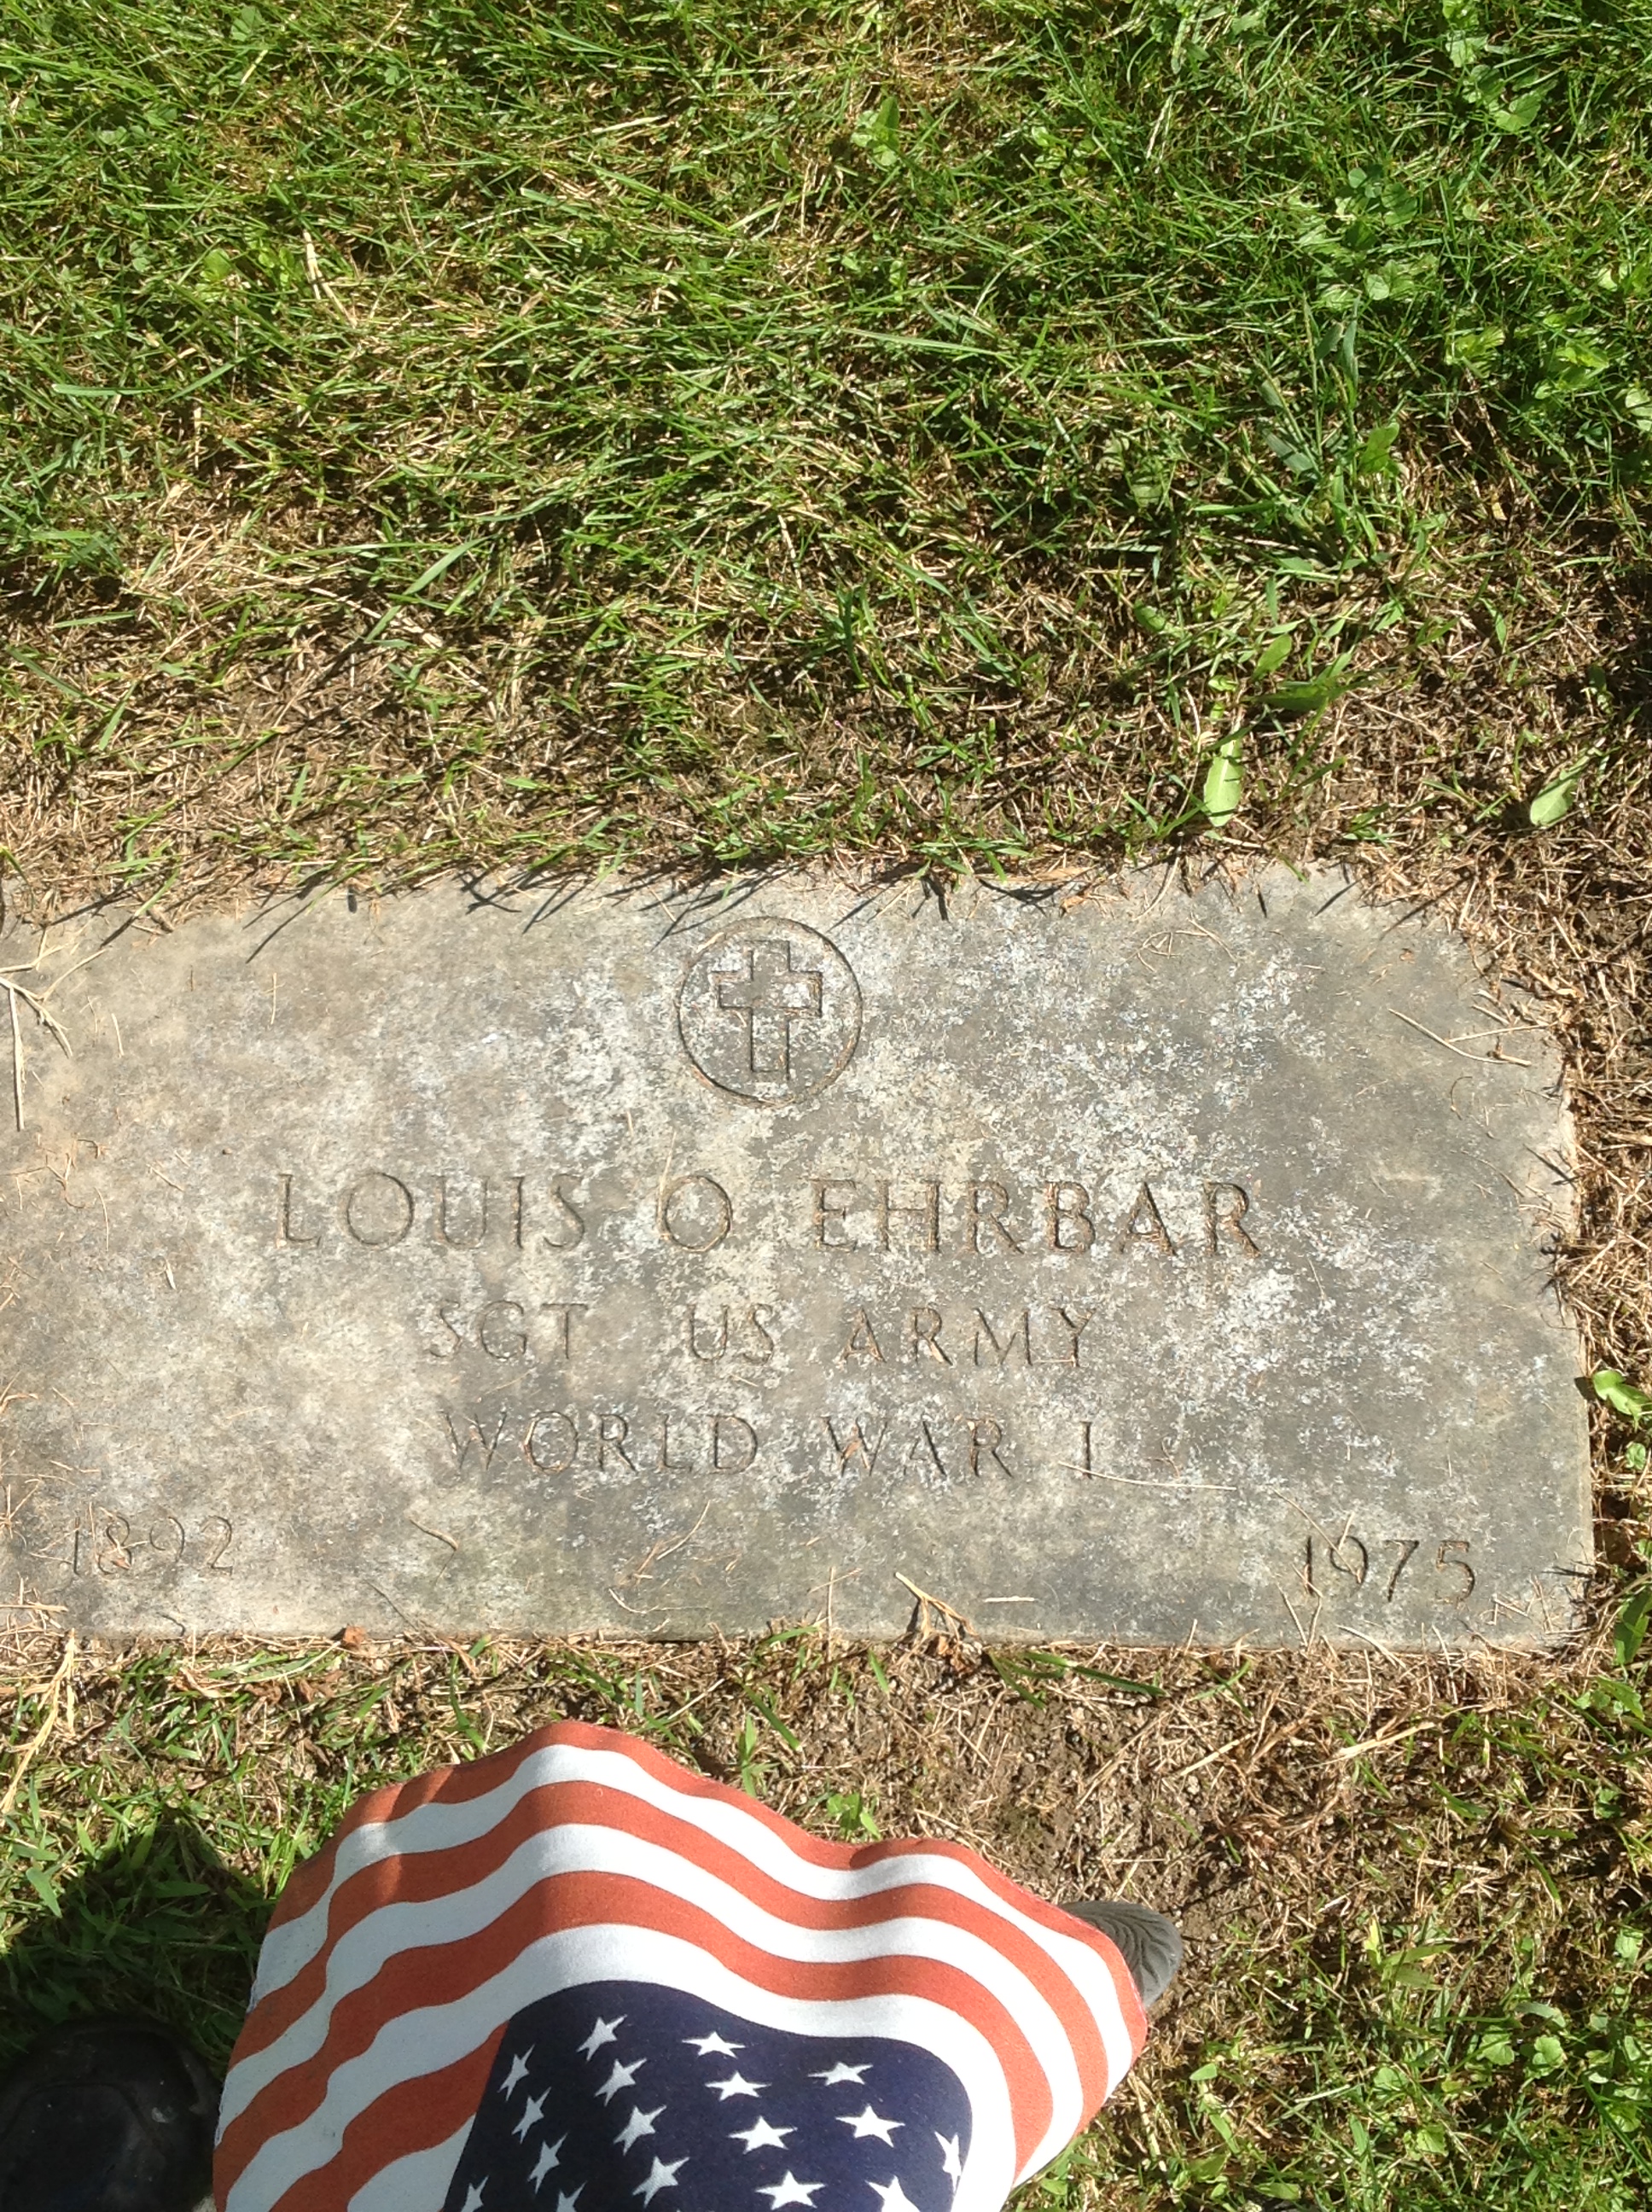 LOUIS O EHRBAR
SGT US ARMY
WORLD WAR I
1892 1975